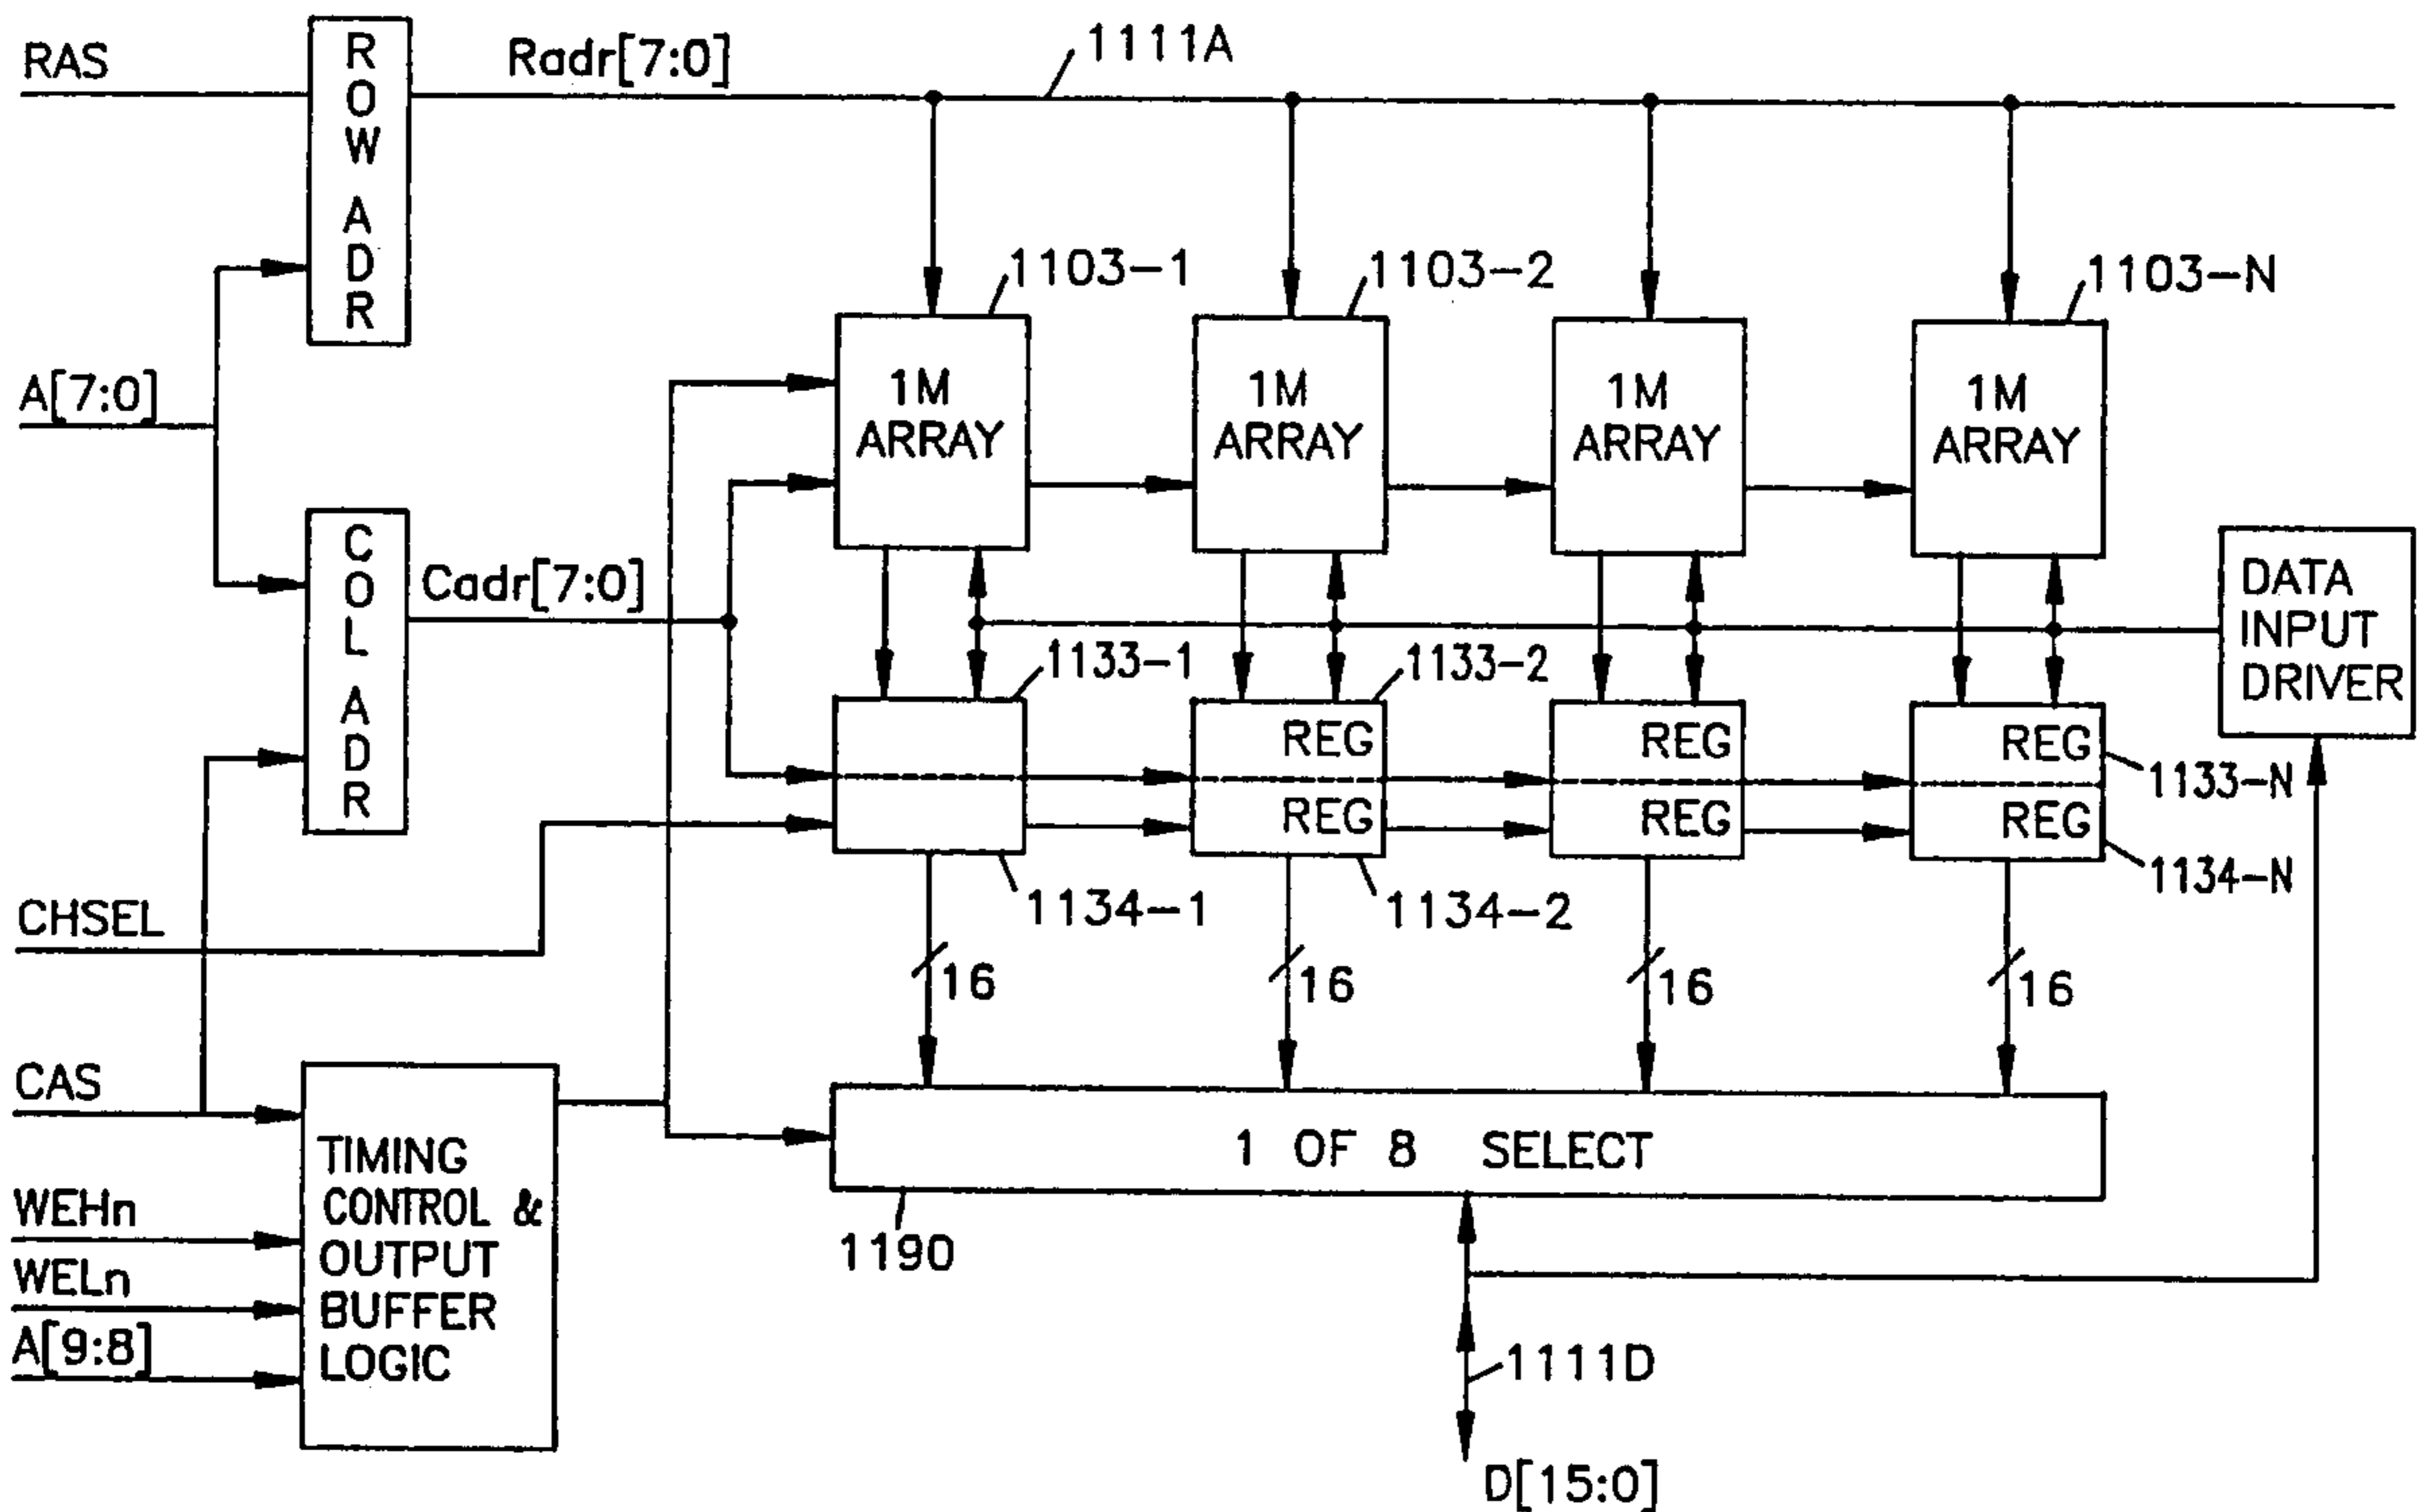 RAS
ROW ADR
Radr[7:0]
1111A
A[7:0]
1103-1
1103-2
1103-N
1M
ARRAY
1M
ARRAY
1M
ARRAY
1M
ARRAY
COL ADR
Cadr[7:0]
DATA
INPUT
DRIVER
1133-1
1133-2
REG
REG
REG
1133-N
REG
REG
REG
1134-N
1134-1
1134-2
CHSEL
16
16
16
16
CAS
WEHn
WELn
A[9:8]
TIMING
CONTROL &
OUTPUT
BUFFER
LOGIC
1 OF 8 SELECT
1190
1111D
D[15:0]